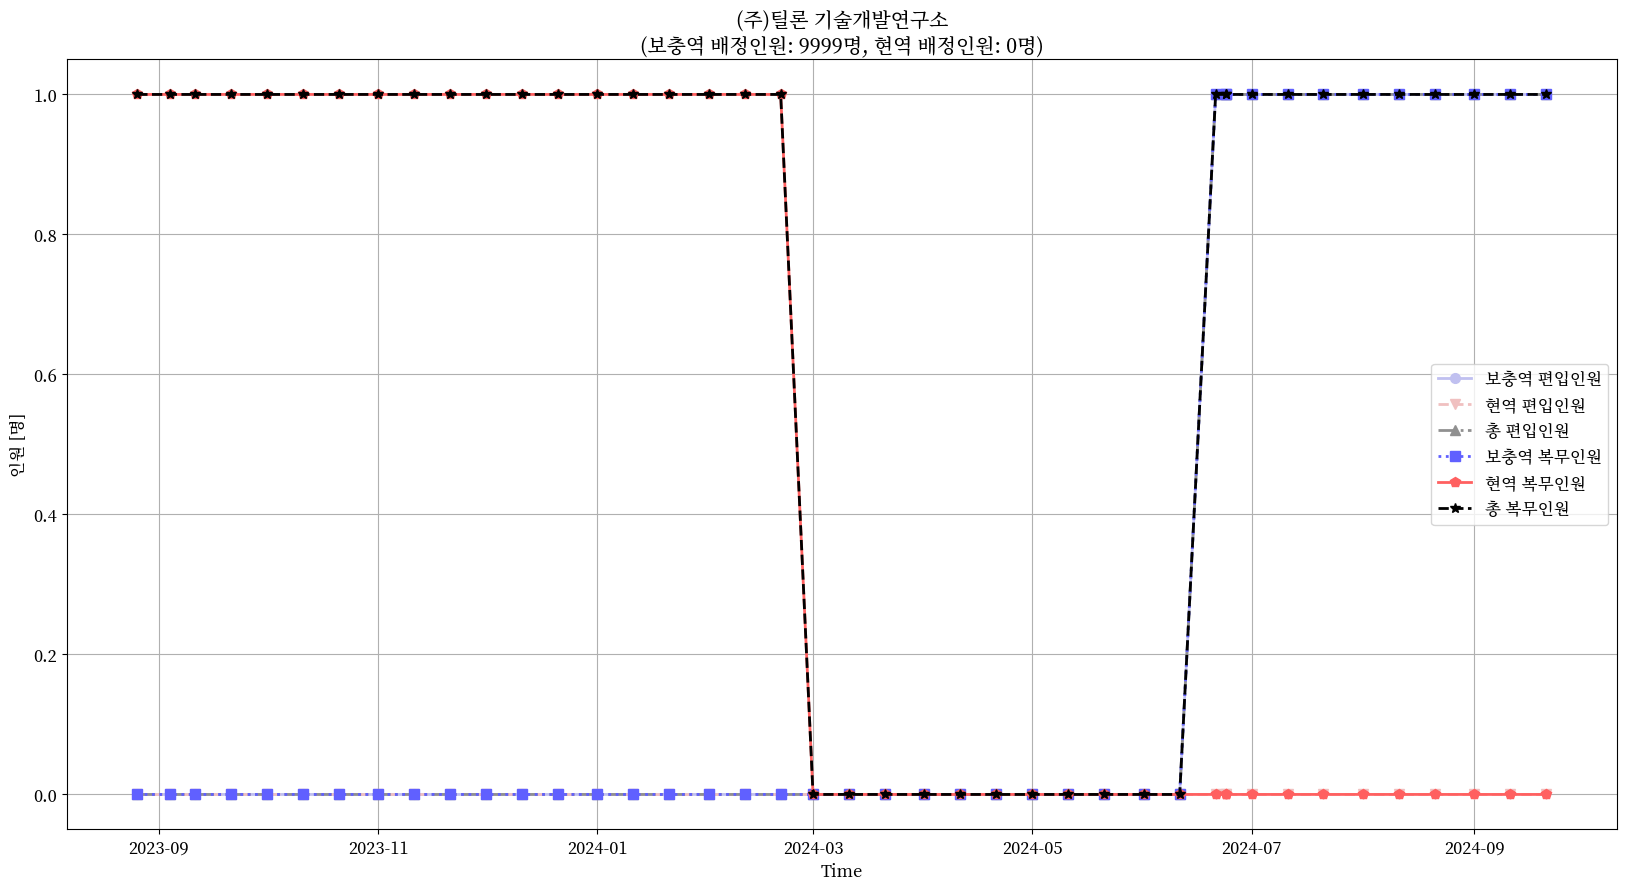 (주)틸론 기술개발연구소
(보충역 배정인원: 9999명, 현역 배정인원: 0명)
1.0
0.8
0.6
0.4
0.2
0.0
인원 [명]
보충역 편입인원
현역 편입인원
총 편입인원
보충역 복무인원
현역 복무인원
총 복무인원
2023-09
2023-11
2024-01
2024-03
2024-05
2024-07
2024-09
Time